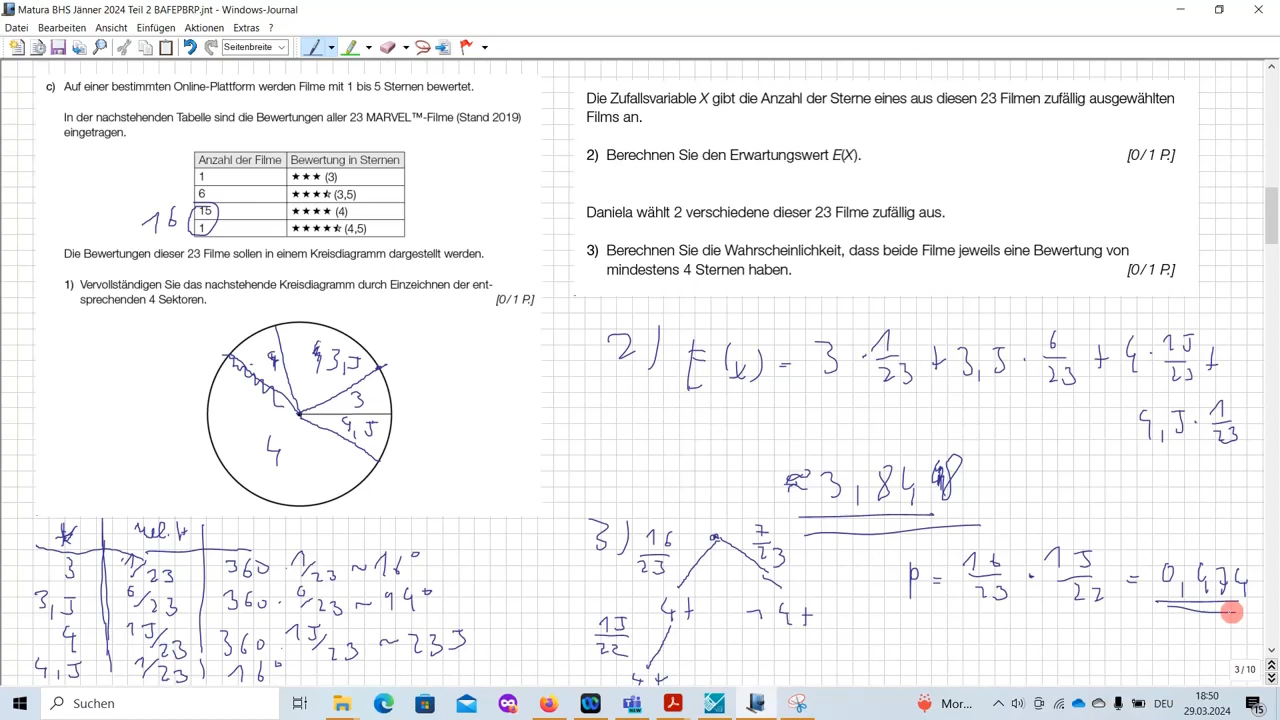 Matura BHS Jänner 2024 Teil 2 BAFEPBRP.jnt - Windows-Journal
Datei Bearbeiten Ansicht Einfügen Aktionen Extras ?
Seitenbreite
c) Auf einer bestimmten Online-Plattform werden Filme mit 1 bis 5 Sternen bewertet.
In der nachstehenden Tabelle sind die Bewertungen aller 23 MARVEL™-Filme (Stand 2019)
eingetragen.
Anzahl der Filme Bewertung in Sternen
1 ★★★ (3)
6 ★★★⯪ (3,5)
15 ★★★★ (4)
1 ★★★★⯪ (4,5)
16
Die Bewertungen dieser 23 Filme sollen in einem Kreisdiagramm dargestellt werden.
1) Vervollständigen Sie das nachstehende Kreisdiagramm durch Einzeichnen der ent-
sprechenden 4 Sektoren. [0/1 P.]
4
3,5
3
4,5
4
rel. H
3 1/23 360 · 1/23 ~ 16°
3,5 6/23 360 · 6/23 ~ 94°
4 15/23 360 · 15/23 ~ 235
4,5 1/23 16°
Die Zufallsvariable X gibt die Anzahl der Sterne eines aus diesen 23 Filmen zufällig ausgewählten
Films an.
2) Berechnen Sie den Erwartungswert E(X). [0/1 P.]
Daniela wählt 2 verschiedene dieser 23 Filme zufällig aus.
3) Berechnen Sie die Wahrscheinlichkeit, dass beide Filme jeweils eine Bewertung von
mindestens 4 Sternen haben. [0/1 P.]
2) E(x) = 3 · 1/23 + 3,5 · 6/23 + 4 · 15/23 +
4,5 · 1/23
≈ 3,848
3) 16/23 7/23
4+ ¬4+
15/22
4+
P = 16/23 · 15/22 = 0,474
3 / 10
Suchen
Mor...
DEU
18:50
29.03.2024
15